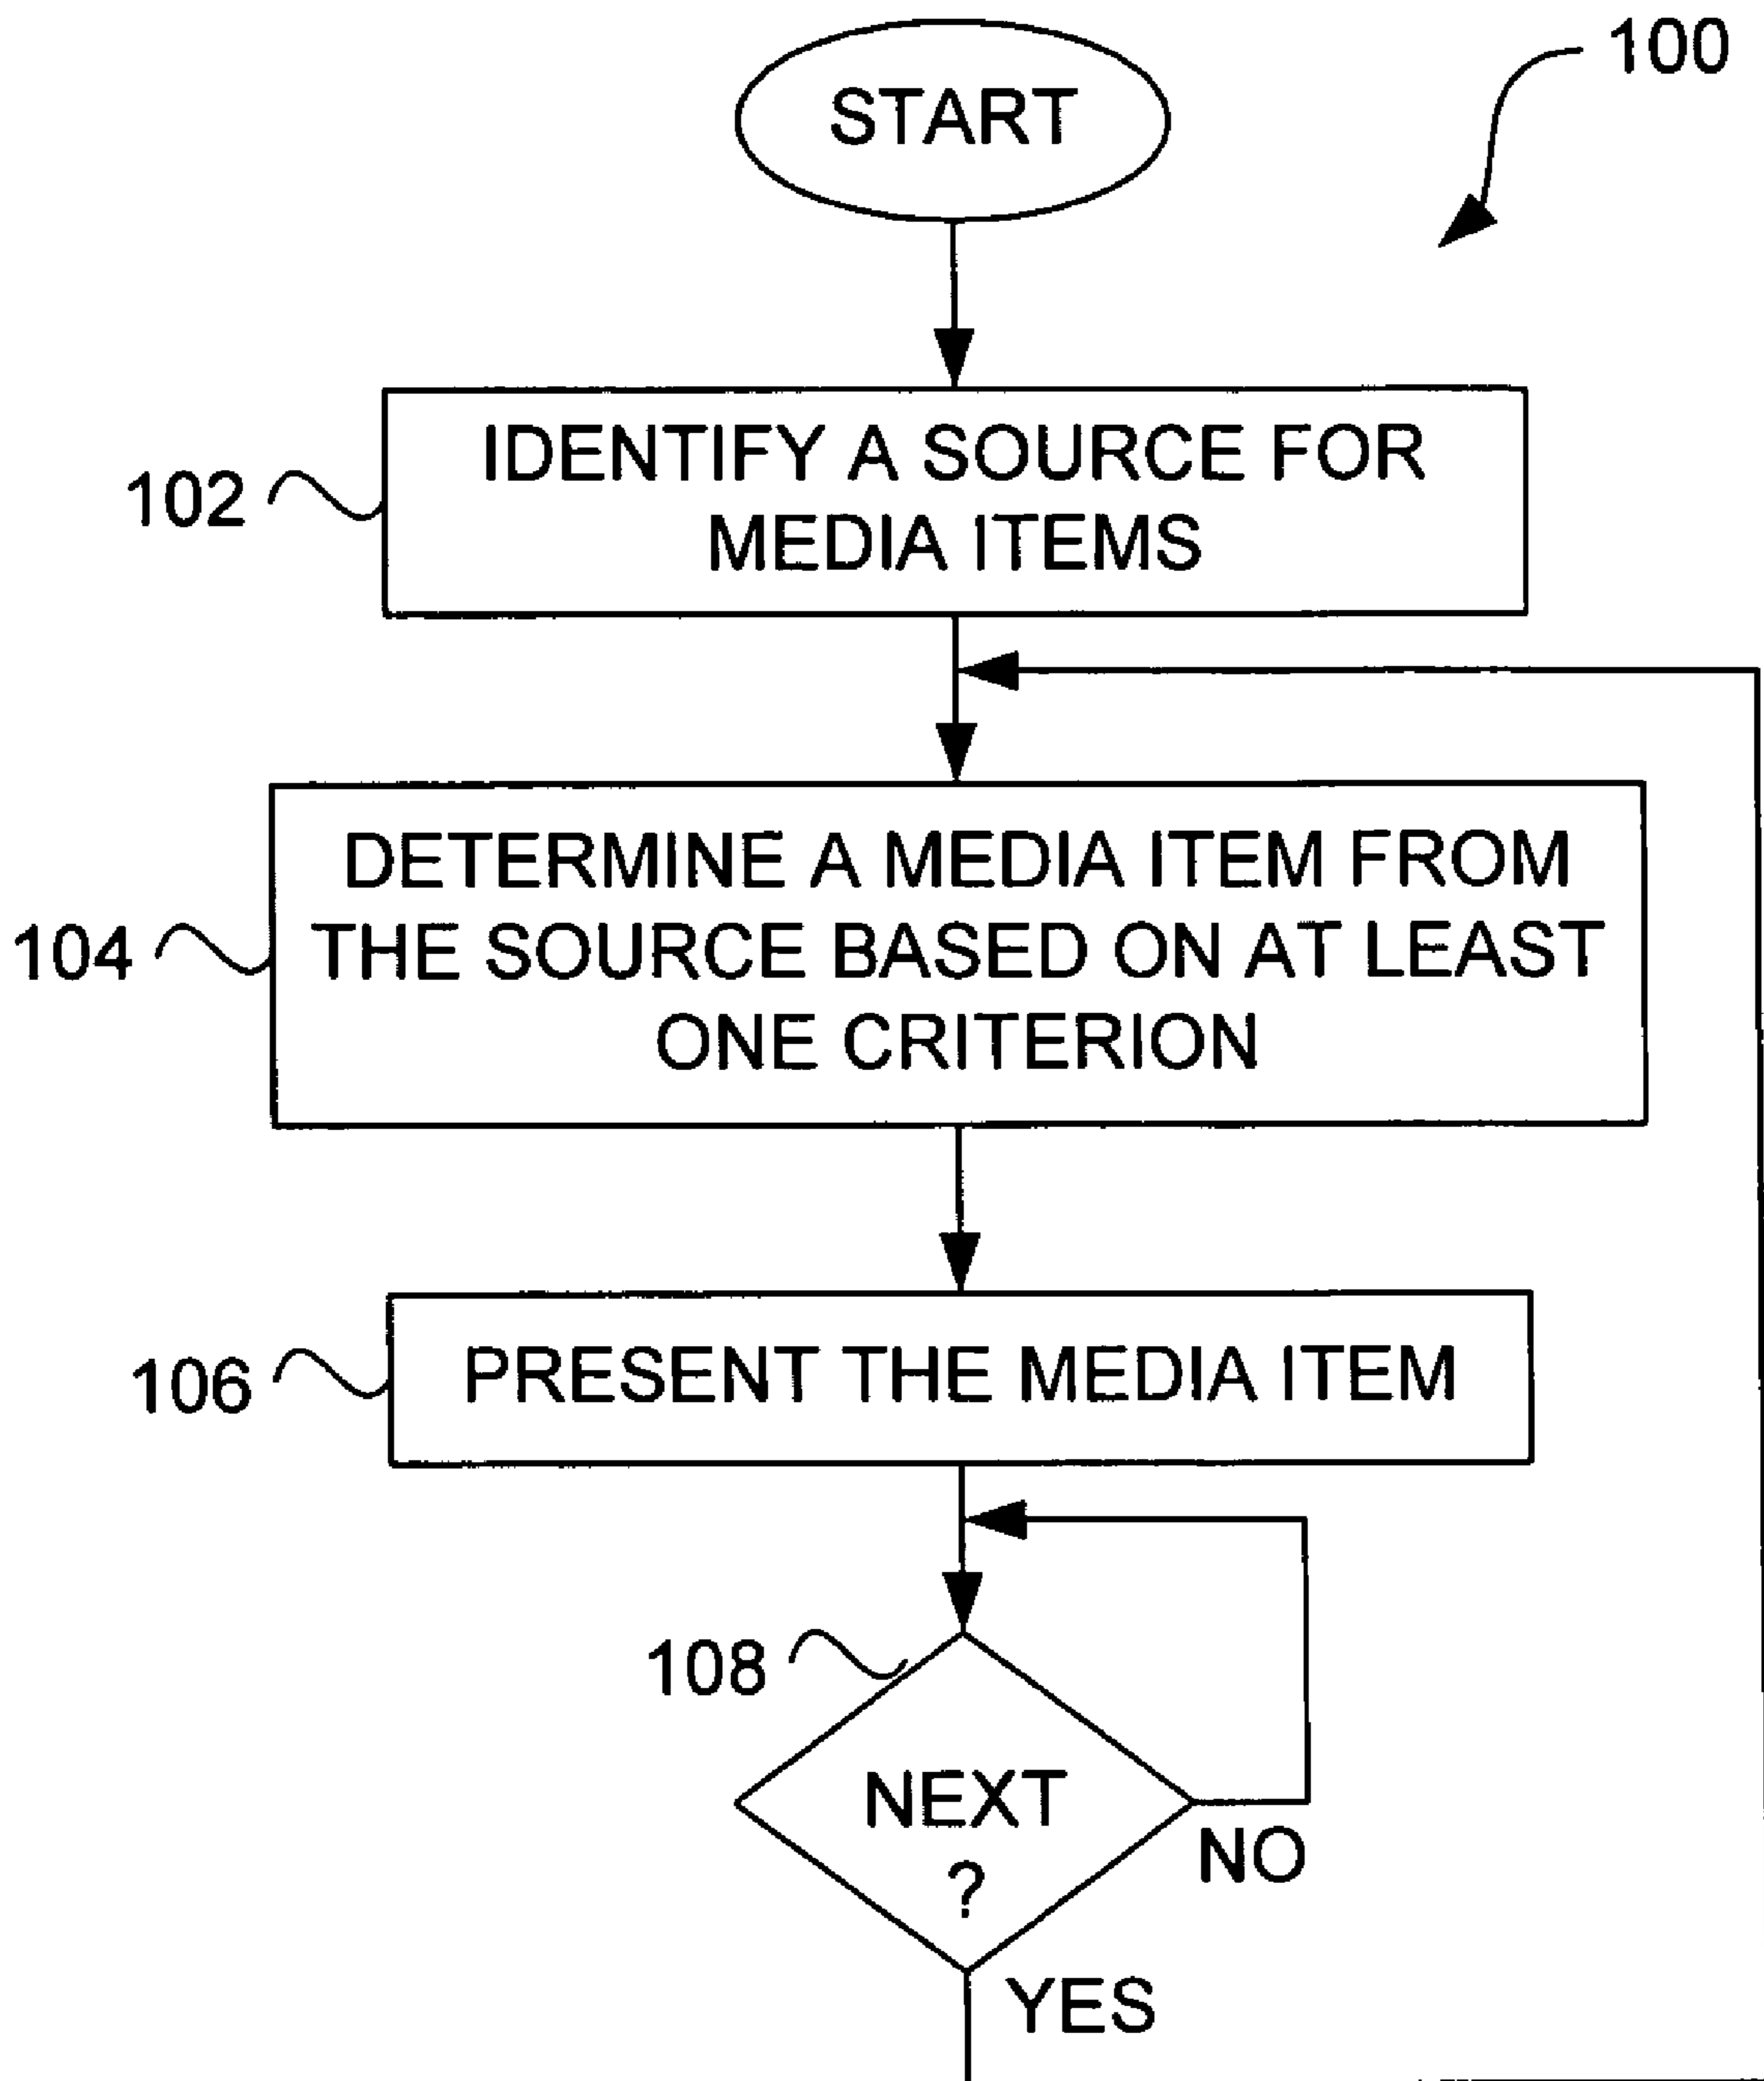 100
START
IDENTIFY A SOURCE FOR
MEDIA ITEMS
102
DETERMINE A MEDIA ITEM FROM
THE SOURCE BASED ON AT LEAST
ONE CRITERION
104
PRESENT THE MEDIA ITEM
106
108
NEXT
?
NO
YES